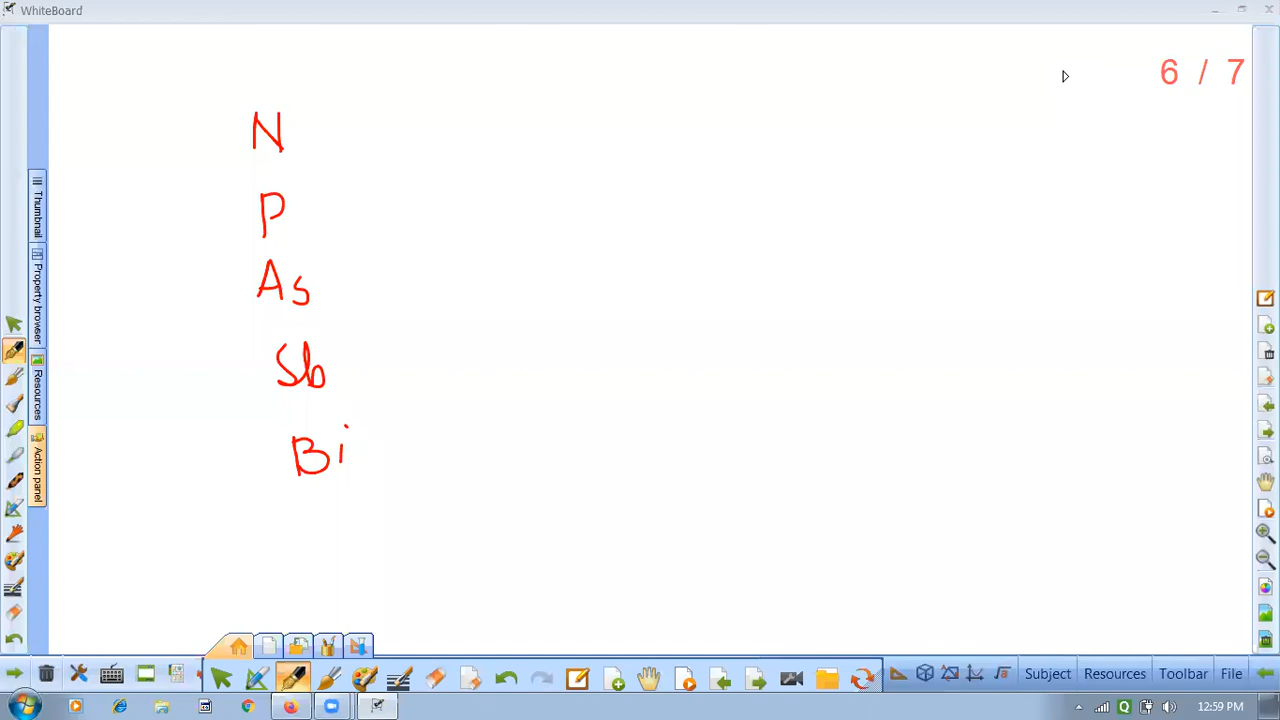 WhiteBoard
6 / 7
N
P
As
Sb
Bi
Thumbnail
Property browser
Resources
Action panel
Subject
Resources
Toolbar
File
12:59 PM